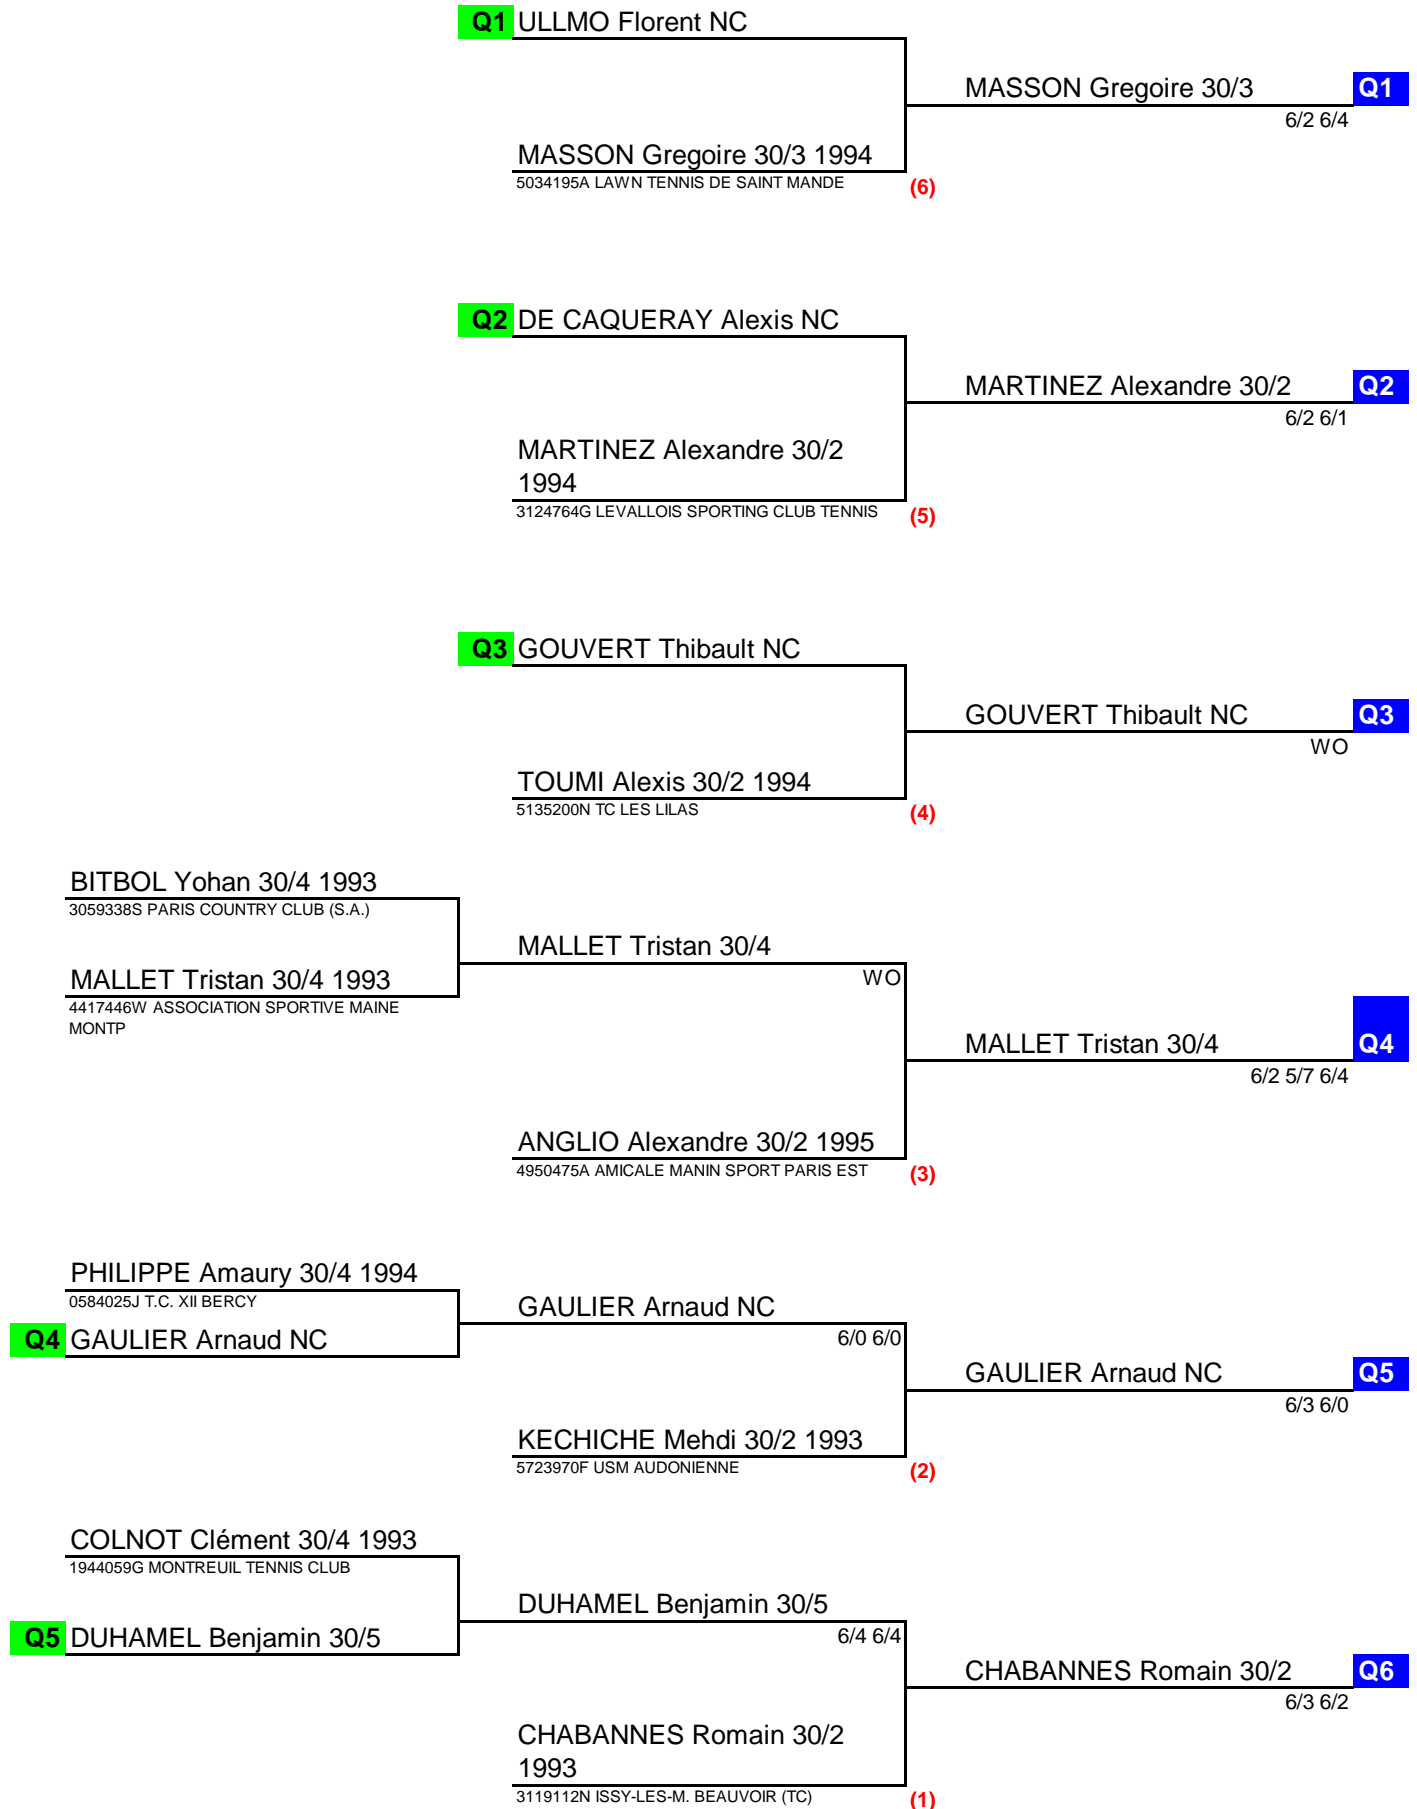 Q1 ULLMO Florent NC
MASSON Gregoire 30/3 Q1
6/2 6/4
MASSON Gregoire 30/3 1994
5034195A LAWN TENNIS DE SAINT MANDE
(6)
Q2 DE CAQUERAY Alexis NC
MARTINEZ Alexandre 30/2 Q2
6/2 6/1
MARTINEZ Alexandre 30/2
1994
3124764G LEVALLOIS SPORTING CLUB TENNIS
(5)
Q3 GOUVERT Thibault NC
GOUVERT Thibault NC Q3
WO
TOUMI Alexis 30/2 1994
5135200N TC LES LILAS
(4)
BITBOL Yohan 30/4 1993
3059338S PARIS COUNTRY CLUB (S.A.)
MALLET Tristan 30/4
WO
MALLET Tristan 30/4 1993
4417446W ASSOCIATION SPORTIVE MAINE
MONTP
MALLET Tristan 30/4 Q4
6/2 5/7 6/4
ANGLIO Alexandre 30/2 1995
4950475A AMICALE MANIN SPORT PARIS EST
(3)
PHILIPPE Amaury 30/4 1994
0584025J T.C. XII BERCY
GAULIER Arnaud NC
6/0 6/0
Q4 GAULIER Arnaud NC
GAULIER Arnaud NC Q5
6/3 6/0
KECHICHE Mehdi 30/2 1993
5723970F USM AUDONIENNE
(2)
COLNOT Clément 30/4 1993
1944059G MONTREUIL TENNIS CLUB
DUHAMEL Benjamin 30/5
6/4 6/4
Q5 DUHAMEL Benjamin 30/5
CHABANNES Romain 30/2 Q6
6/3 6/2
CHABANNES Romain 30/2
1993
3119112N ISSY-LES-M. BEAUVOIR (TC)
(1)